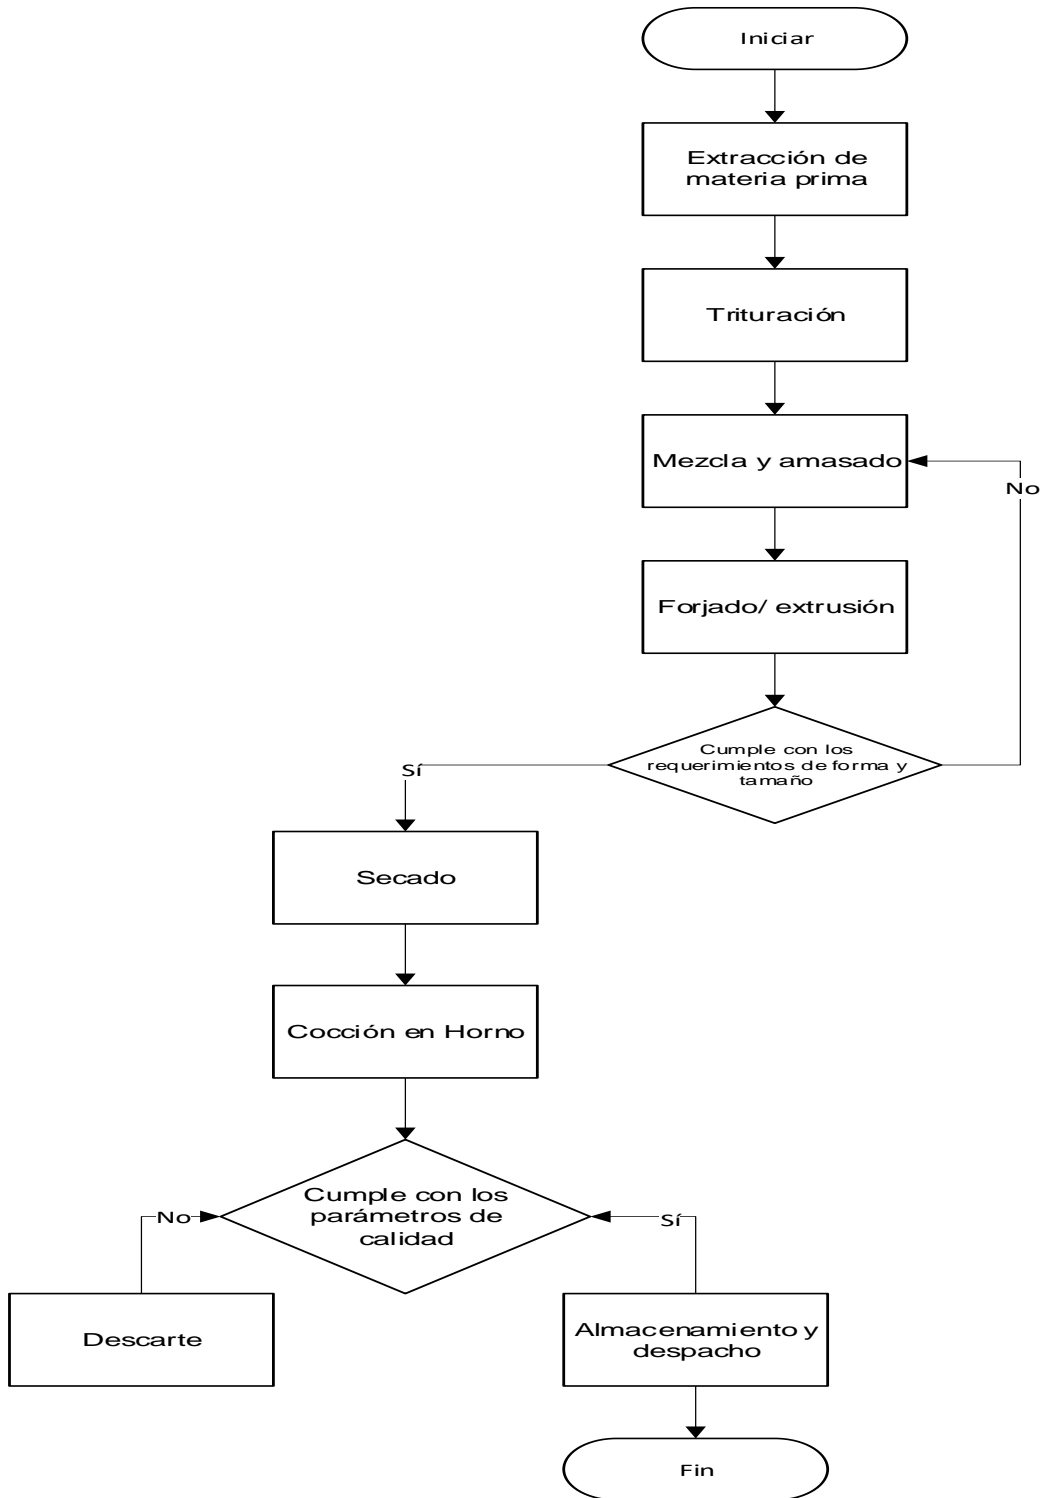 Iniciar
Extracción de
materia prima
Trituración
Mezcla y amasado
No
Forjado/ extrusión
Cumple con los
requerimientos de forma y
tamaño
Sí
Secado
Cocción en Horno
Cumple con los
parámetros de
calidad
No
Sí
Descarte
Almacenamiento y
despacho
Fin